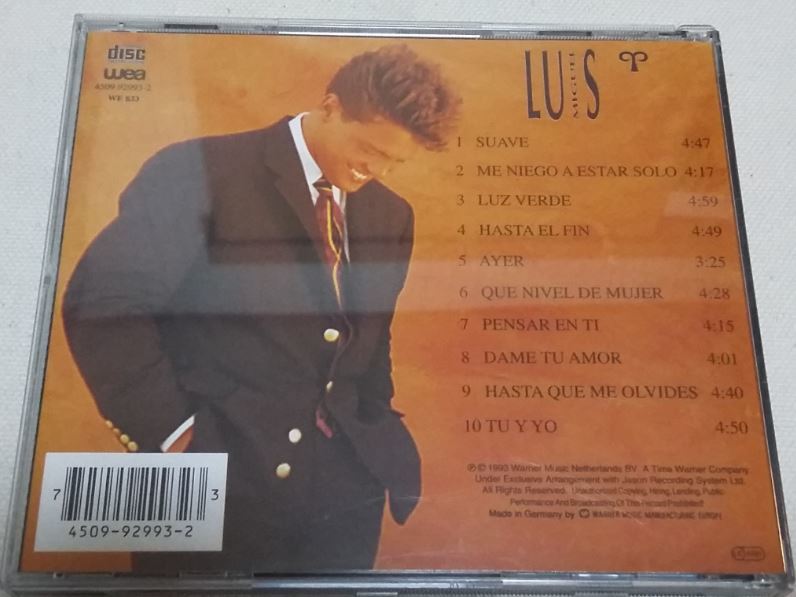 disc
wea
4509-92993-2
WE 833
LUIS
MIGUEL
1 SUAVE 4:47
2 ME NIEGO A ESTAR SOLO 4:17
3 LUZ VERDE 4:59
4 HASTA EL FIN 4:49
5 AYER 3:25
6 QUE NIVEL DE MUJER 4:28
7 PENSAR EN TI 4:15
8 DAME TU AMOR 4:01
9 HASTA QUE ME OLVIDES 4:40
10 TU Y YO 4:50
℗ © 1993 Warner Music Netherlands BV. A Time Warner Company
Under Exclusive Arrangement with Jason Recording System Ltd.
All Rights Reserved. Unauthorised Copying, Hiring, Lending, Public
Performance And Broadcasting Of This Record Prohibited!
Made in Germany by WARNER MUSIC MANUFACTURING EUROPE
7 3
4509-92993-2